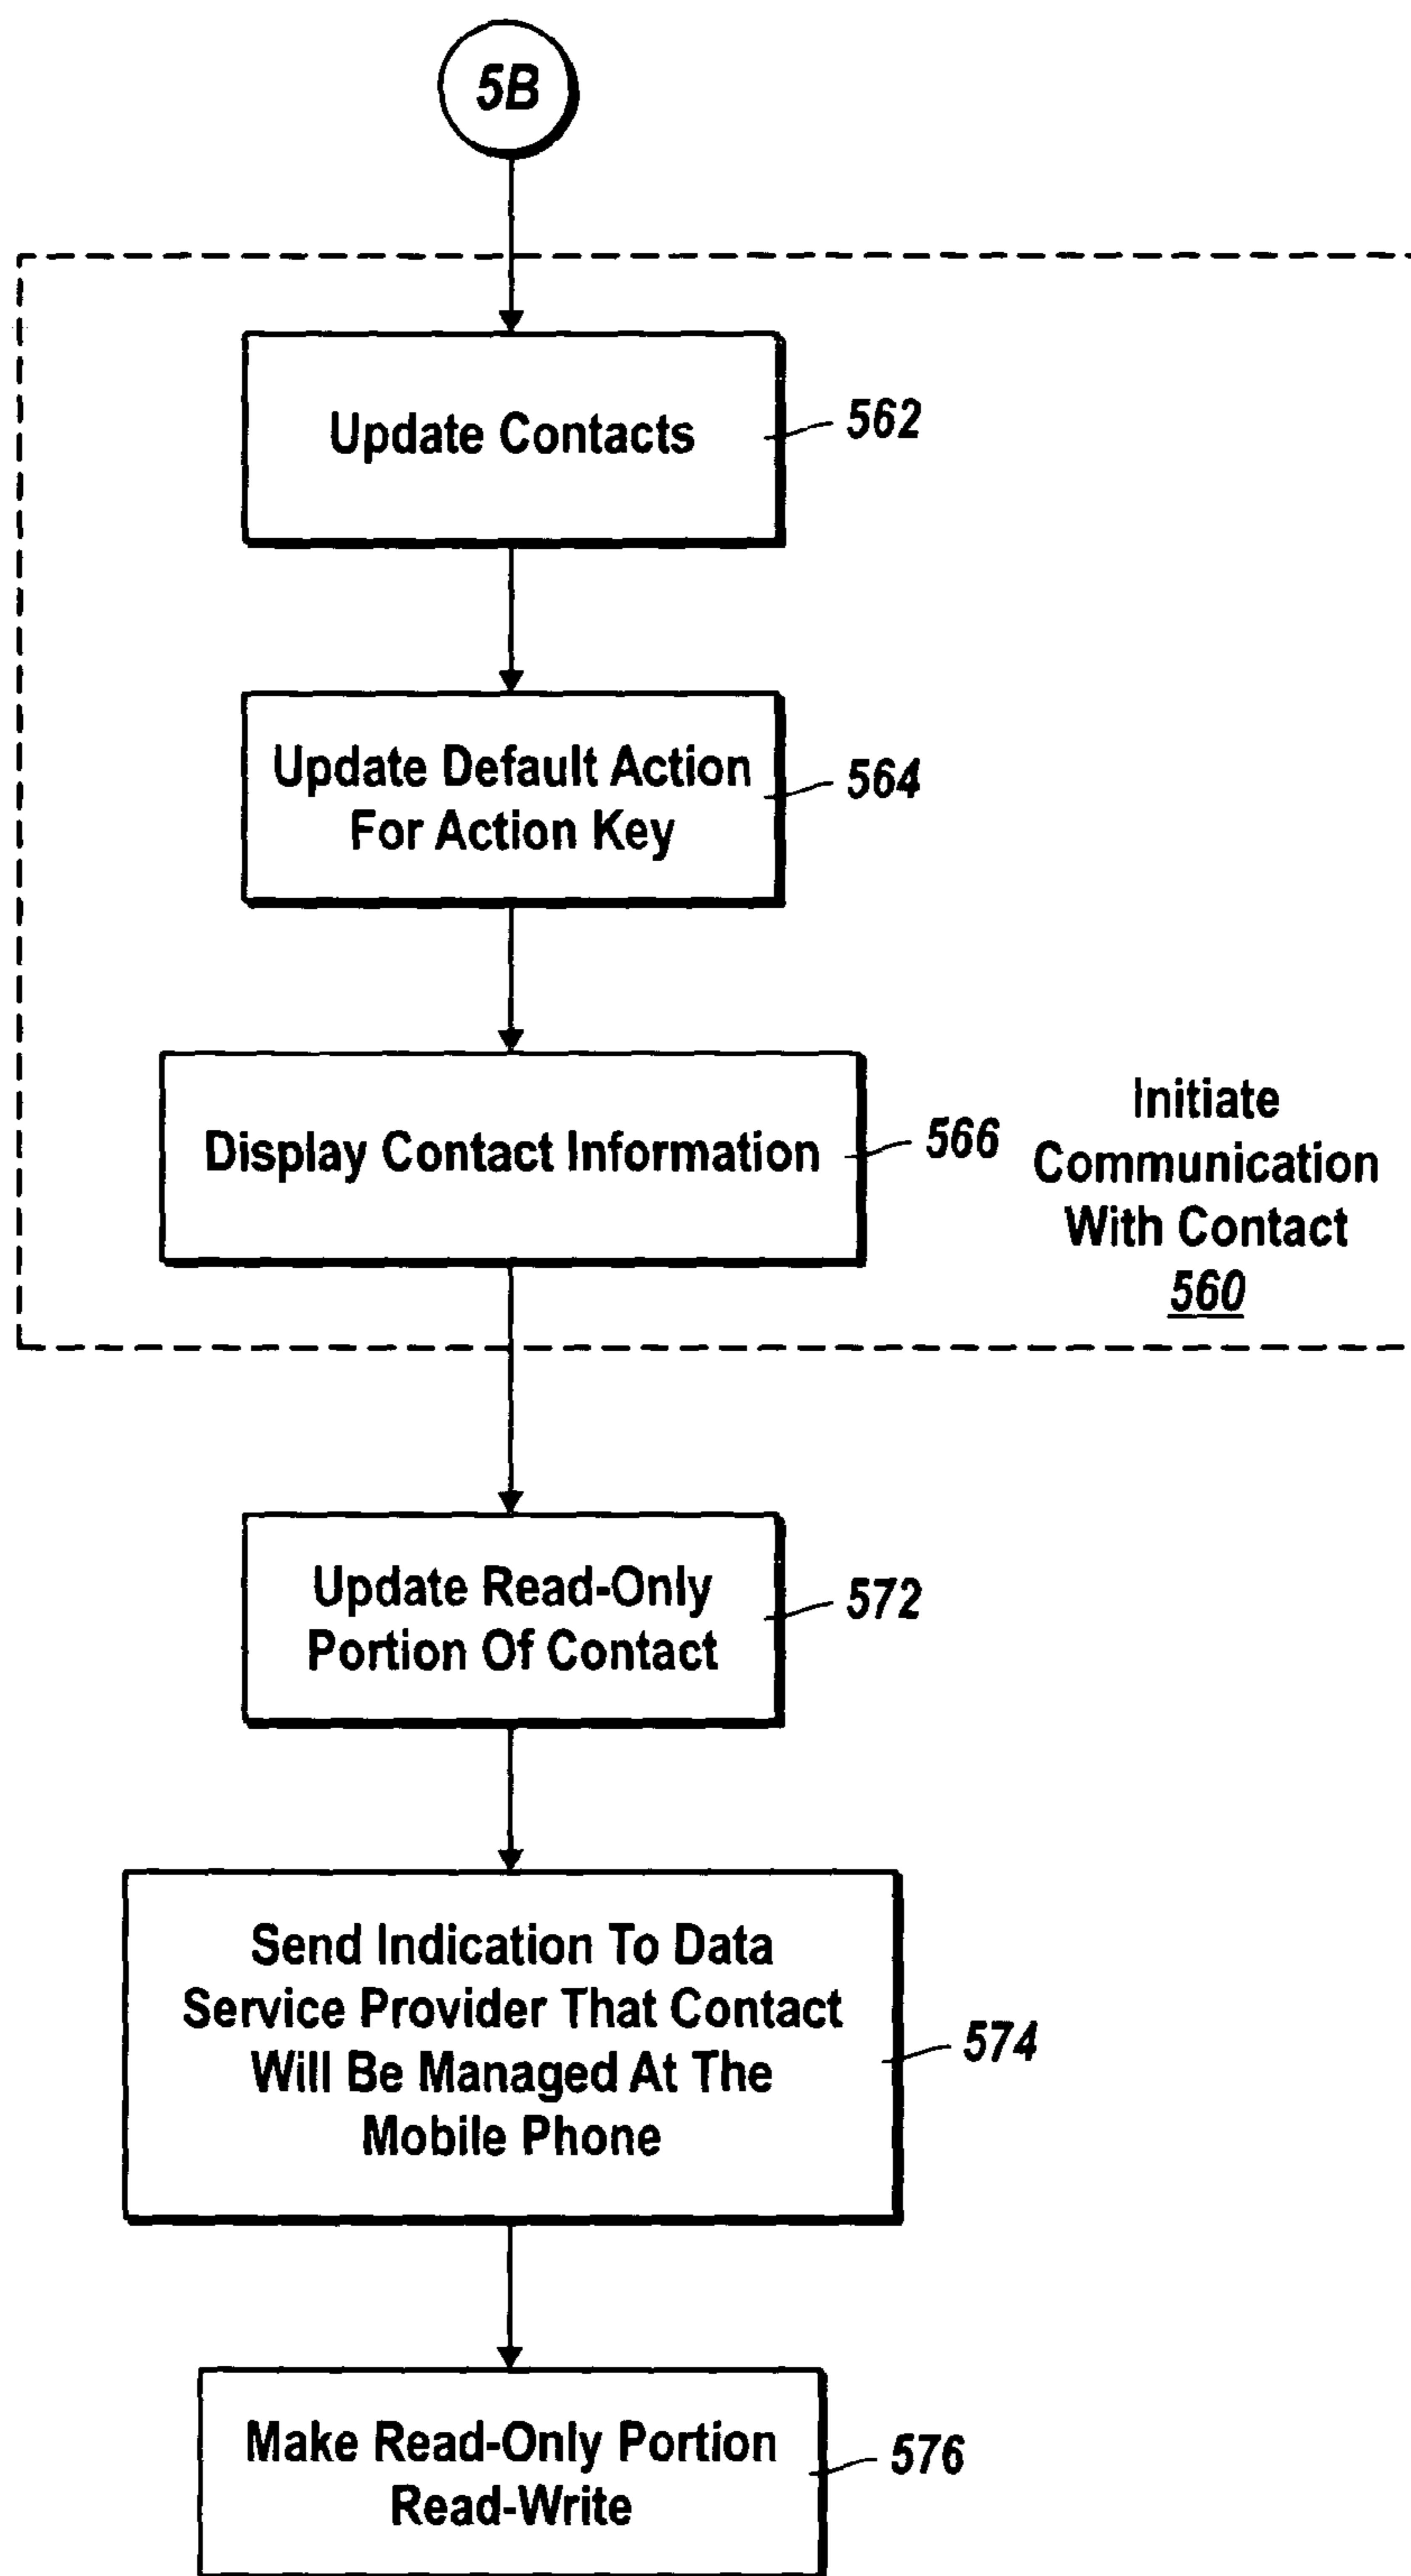 5B
Update Contacts
562
Update Default Action
For Action Key
564
Display Contact Information
566
Initiate
Communication
With Contact
560
Update Read-Only
Portion Of Contact
572
Send Indication To Data
Service Provider That Contact
Will Be Managed At The
Mobile Phone
574
Make Read-Only Portion
Read-Write
576